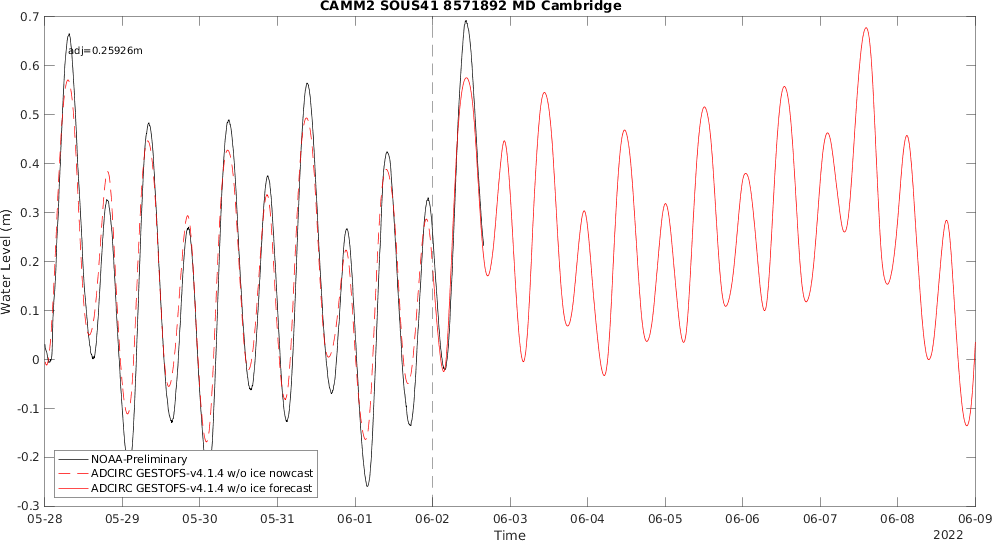 CAMM2 SOUS41 8571892 MD Cambridge
0.7
adj=0.25926m
0.6
0.5
0.4
0.3
0.2
0.1
0
-0.1
-0.2
-0.3
Water Level (m)
NOAA-Preliminary
ADCIRC GESTOFS-v4.1.4 w/o ice nowcast
ADCIRC GESTOFS-v4.1.4 w/o ice forecast
05-28 05-29 05-30 05-31 06-01 06-02 06-03 06-04 06-05 06-06 06-07 06-08 06-09
Time
2022